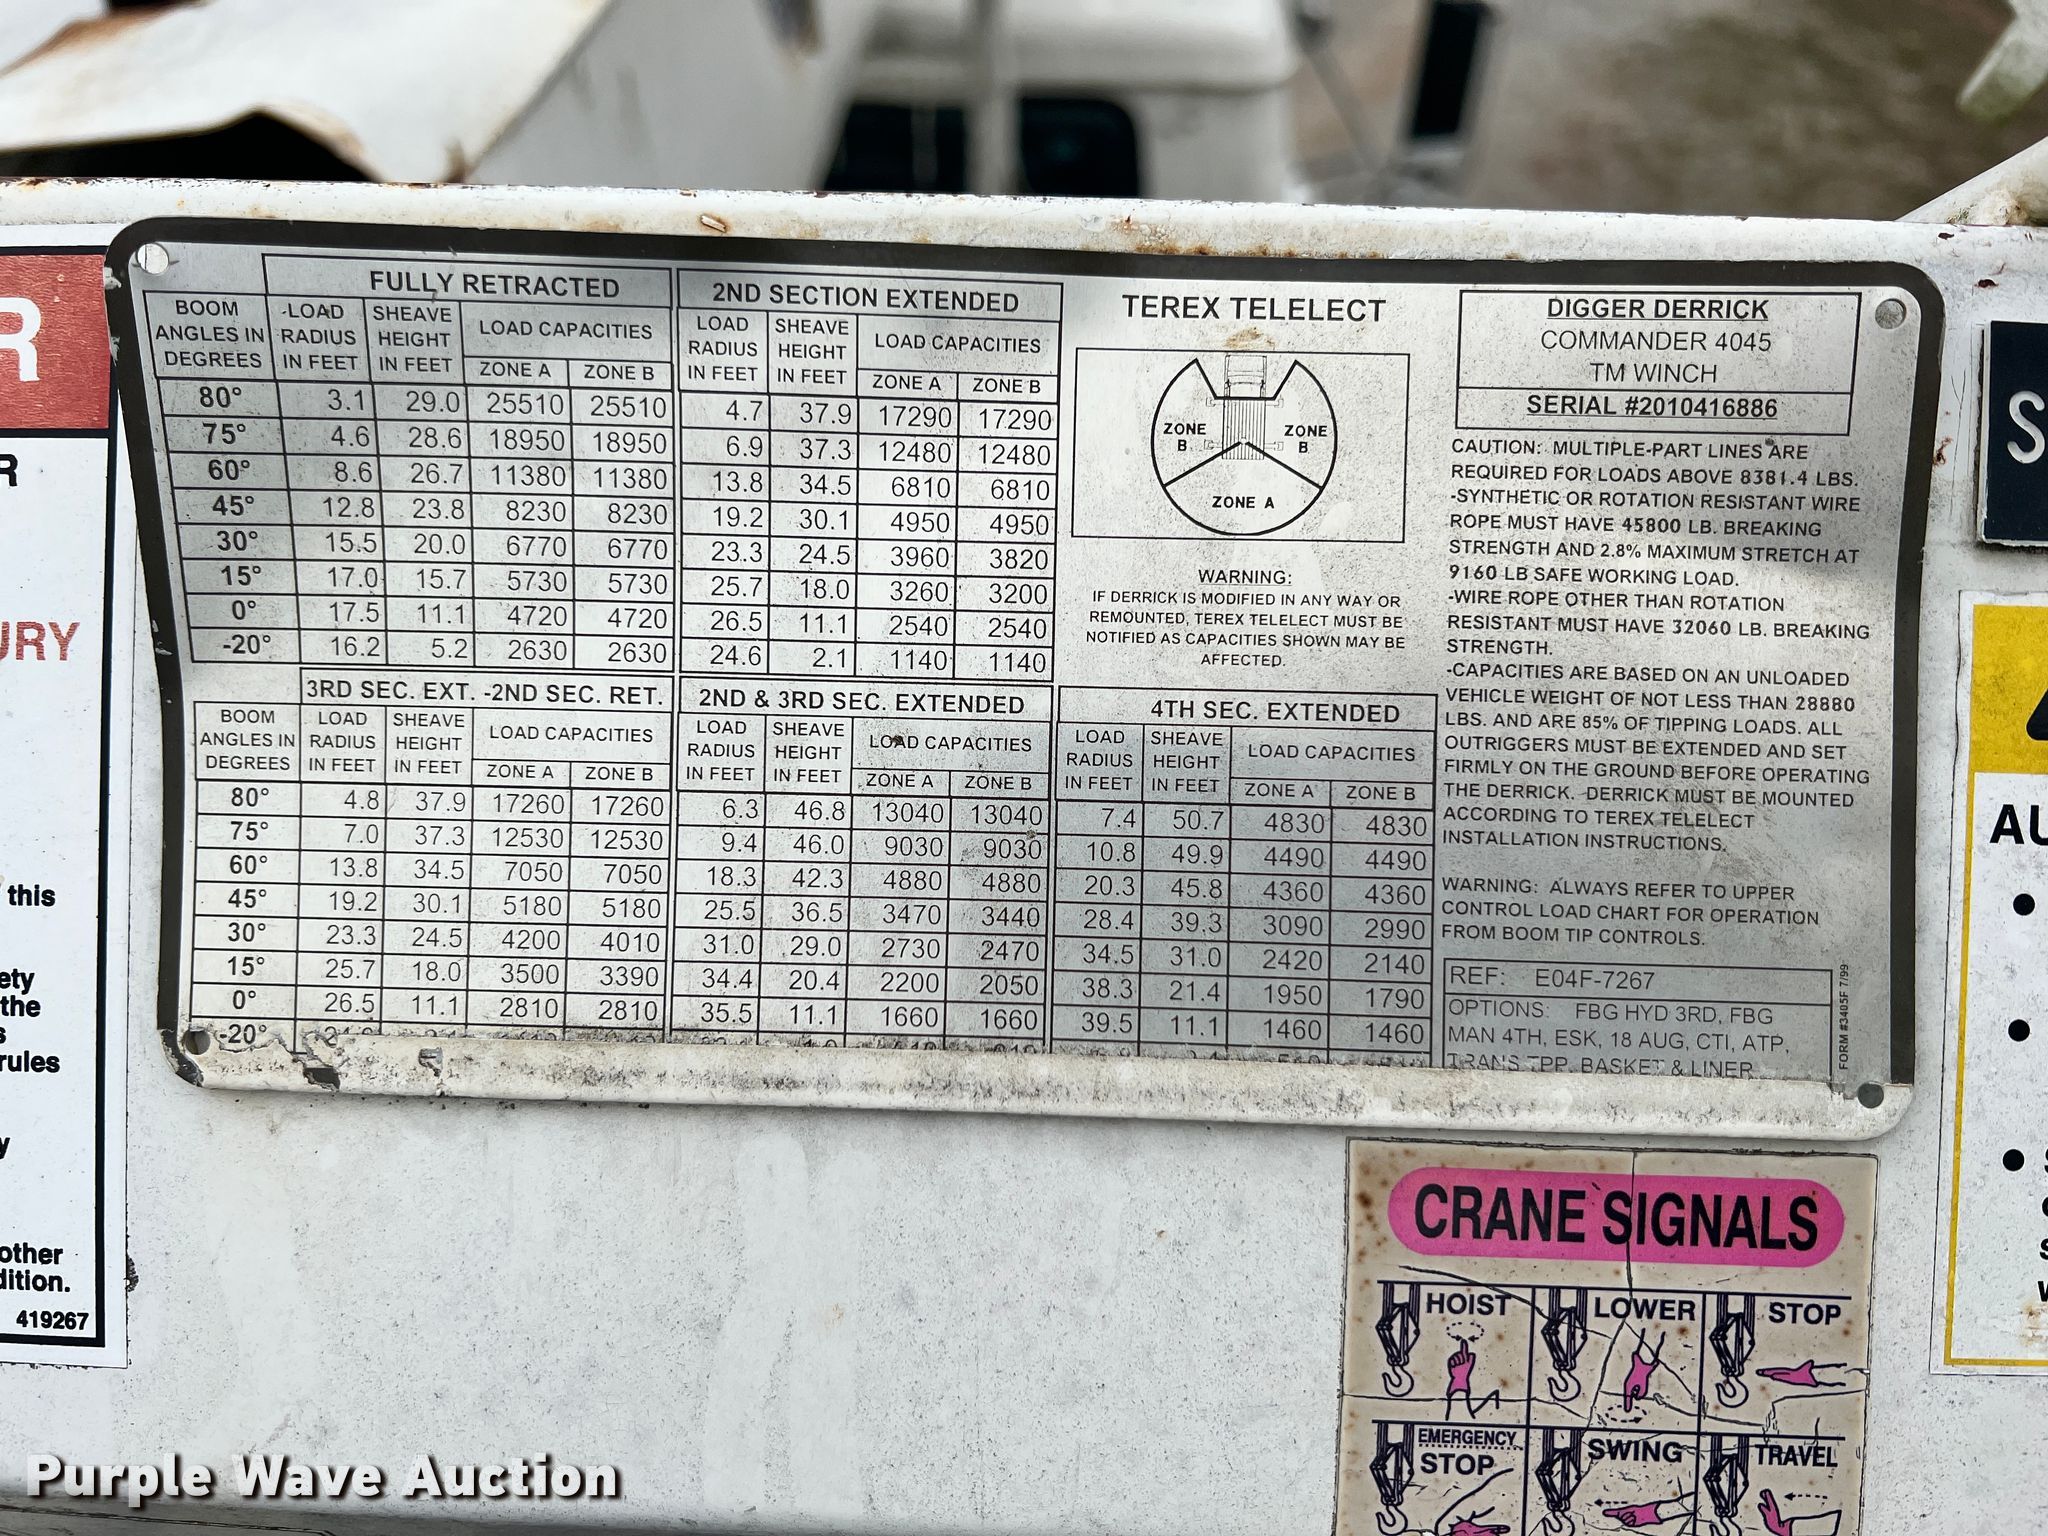 FULLY RETRACTED
BOOM ANGLES IN DEGREES | LOAD RADIUS IN FEET | SHEAVE HEIGHT IN FEET | LOAD CAPACITIES ZONE A | ZONE B
80° 3.1 29.0 25510 25510
75° 4.6 28.6 18950 18950
60° 8.6 26.7 11380 11380
45° 12.8 23.8 8230 8230
30° 15.5 20.0 6770 6770
15° 17.0 15.7 5730 5730
0° 17.5 11.1 4720 4720
-20° 16.2 5.2 2630 2630
2ND SECTION EXTENDED
LOAD RADIUS IN FEET | SHEAVE HEIGHT IN FEET | LOAD CAPACITIES ZONE A | ZONE B
4.7 37.9 17290 17290
6.9 37.3 12480 12480
13.8 34.5 6810 6810
19.2 30.1 4950 4950
23.3 24.5 3960 3820
25.7 18.0 3260 3200
26.5 11.1 2540 2540
24.6 2.1 1140 1140
3RD SEC. EXT. -2ND SEC. RET.
BOOM ANGLES IN DEGREES | LOAD RADIUS IN FEET | SHEAVE HEIGHT IN FEET | LOAD CAPACITIES ZONE A | ZONE B
80° 4.8 37.9 17260 17260
75° 7.0 37.3 12530 12530
60° 13.8 34.5 7050 7050
45° 19.2 30.1 5180 5180
30° 23.3 24.5 4200 4010
15° 25.7 18.0 3500 3390
0° 26.5 11.1 2810 2810
-20°
2ND & 3RD SEC. EXTENDED
LOAD RADIUS IN FEET | SHEAVE HEIGHT IN FEET | LOAD CAPACITIES ZONE A | ZONE B
6.3 46.8 13040 13040
9.4 46.0 9030 9030
18.3 42.3 4880 4880
25.5 36.5 3470 3440
31.0 29.0 2730 2470
34.4 20.4 2200 2050
35.5 11.1 1660 1660
4TH SEC. EXTENDED
LOAD RADIUS IN FEET | SHEAVE HEIGHT IN FEET | LOAD CAPACITIES ZONE A | ZONE B
7.4 50.7 4830 4830
10.8 49.9 4490 4490
20.3 45.8 4360 4360
28.4 39.3 3090 2990
34.5 31.0 2420 2140
38.3 21.4 1950 1790
39.5 11.1 1460 1460
TEREX TELELECT
ZONE B
ZONE B
ZONE A
WARNING:
IF DERRICK IS MODIFIED IN ANY WAY OR
REMOUNTED, TEREX TELELECT MUST BE
NOTIFIED AS CAPACITIES SHOWN MAY BE
AFFECTED.
DIGGER DERRICK
COMMANDER 4045
TM WINCH
SERIAL #2010416886
CAUTION: MULTIPLE-PART LINES ARE
REQUIRED FOR LOADS ABOVE 8381.4 LBS.
-SYNTHETIC OR ROTATION RESISTANT WIRE
ROPE MUST HAVE 45800 LB. BREAKING
STRENGTH AND 2.8% MAXIMUM STRETCH AT
9160 LB SAFE WORKING LOAD.
-WIRE ROPE OTHER THAN ROTATION
RESISTANT MUST HAVE 32060 LB. BREAKING
STRENGTH.
-CAPACITIES ARE BASED ON AN UNLOADED
VEHICLE WEIGHT OF NOT LESS THAN 28880
LBS. AND ARE 85% OF TIPPING LOADS. ALL
OUTRIGGERS MUST BE EXTENDED AND SET
FIRMLY ON THE GROUND BEFORE OPERATING
THE DERRICK. DERRICK MUST BE MOUNTED
ACCORDING TO TEREX TELELECT
INSTALLATION INSTRUCTIONS.
WARNING: ALWAYS REFER TO UPPER
CONTROL LOAD CHART FOR OPERATION
FROM BOOM TIP CONTROLS.
REF: E04F-7267
OPTIONS: FBG HYD 3RD, FBG
MAN 4TH, ESK, 18 AUG, CTI, ATP,
TRANS TPP, BASKET & LINER
FORM #3405F 7/99
R
R
URY
this
ety
the
s
rules
y
other
dition.
419267
S
AU
CRANE SIGNALS
HOIST
LOWER
STOP
EMERGENCY
STOP
SWING
TRAVEL
Purple Wave Auction